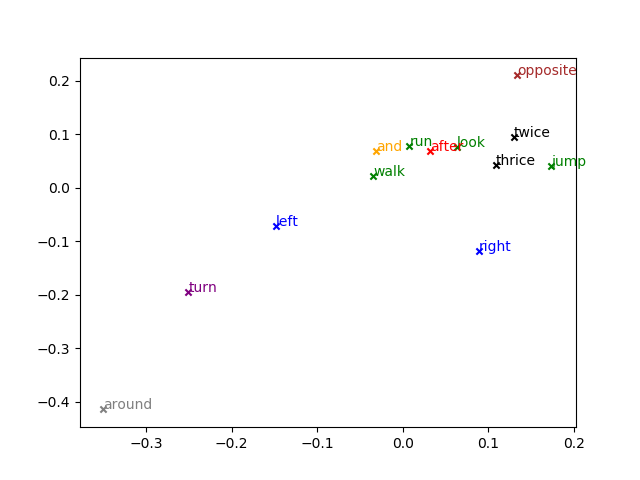 opposite
0.2
twice
0.1
and
run
after
look
thrice
jump
walk
0.0
left
right
−0.1
turn
−0.2
−0.3
around
−0.4
−0.3
−0.2
−0.1
0.0
0.1
0.2